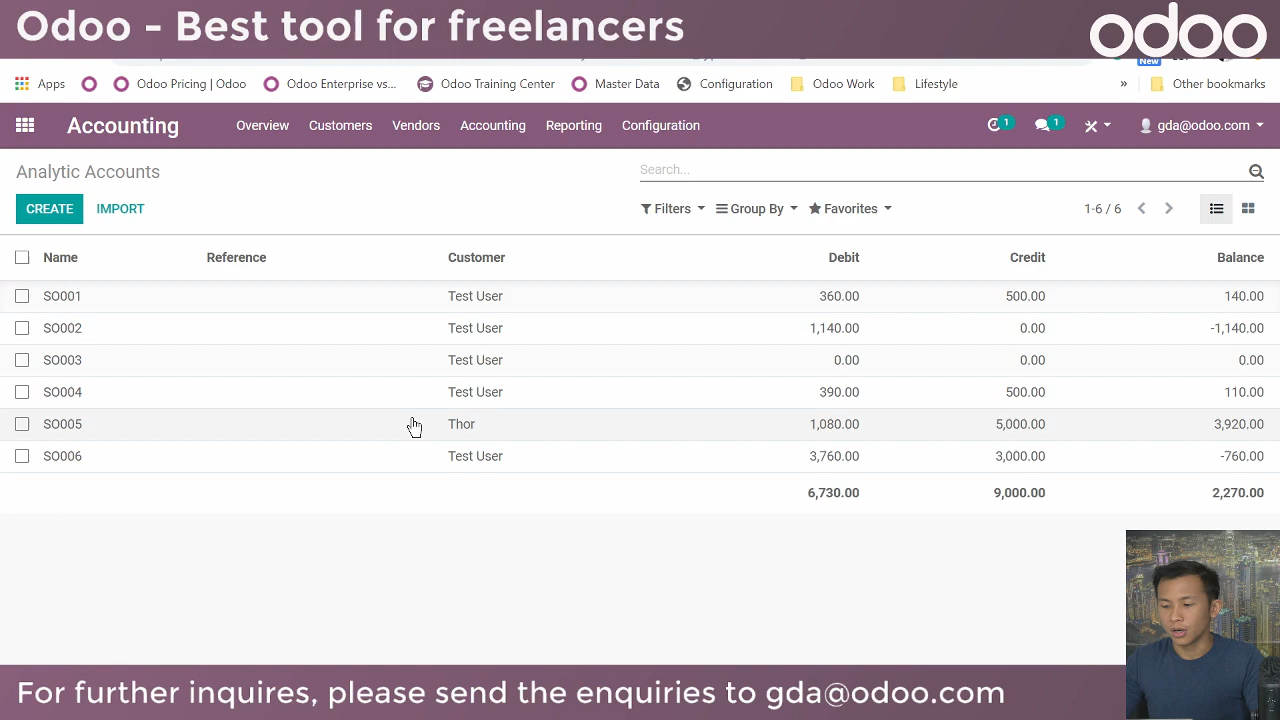 Odoo - Best tool for freelancers
odoo
New
Apps Odoo Pricing | Odoo Odoo Enterprise vs... Odoo Training Center Master Data Configuration Odoo Work Lifestyle » Other bookmarks
Accounting Overview Customers Vendors Accounting Reporting Configuration 1 1 gda@odoo.com
Analytic Accounts Search...
CREATE IMPORT Filters Group By Favorites 1-6 / 6
Name Reference Customer Debit Credit Balance
SO001 Test User 360.00 500.00 140.00
SO002 Test User 1,140.00 0.00 -1,140.00
SO003 Test User 0.00 0.00 0.00
SO004 Test User 390.00 500.00 110.00
SO005 Thor 1,080.00 5,000.00 3,920.00
SO006 Test User 3,760.00 3,000.00 -760.00
6,730.00 9,000.00 2,270.00
For further inquires, please send the enquiries to gda@odoo.com